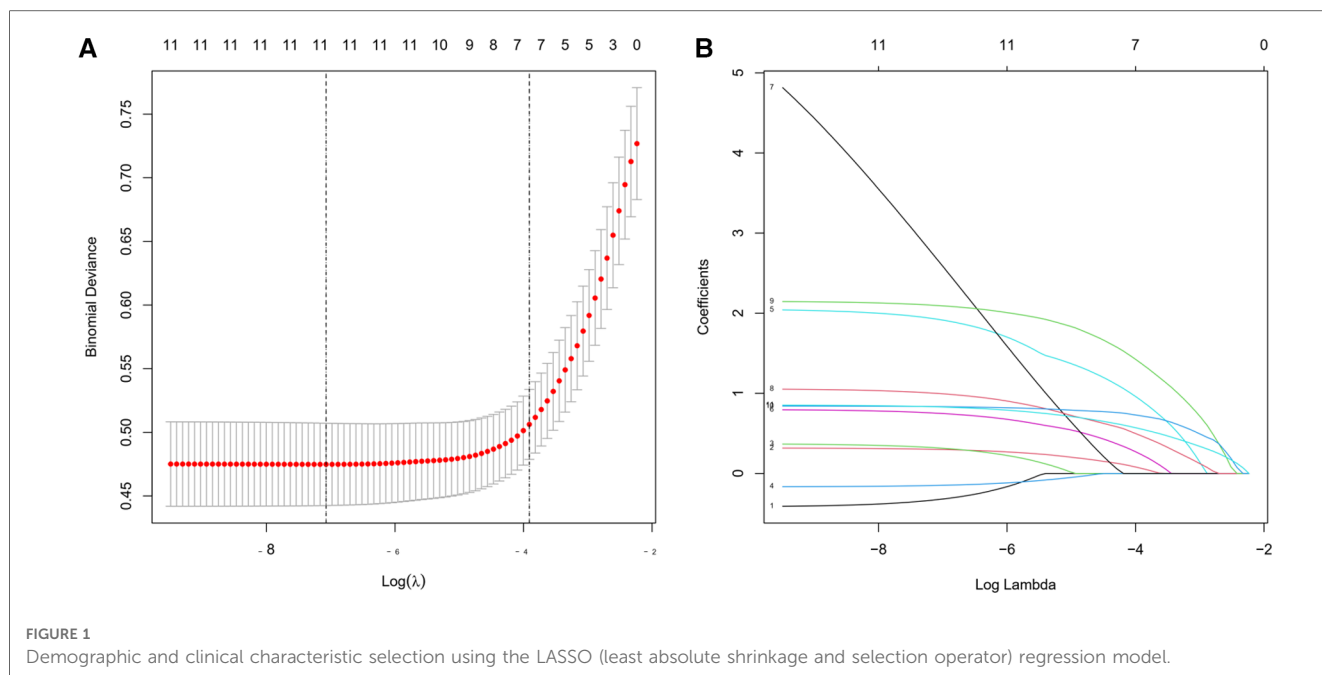 A
11 11 11 11 11 11 11 11 11 10 9 8 7 7 5 5 3 0
Binomial Deviance
0.75
0.70
0.65
0.60
0.55
0.50
0.45
- 8 - 6 - 4 - 2
Log(λ)
B
11 11 7 0
Coefficients
5
4
3
2
1
0
7
9
5
8
6
3
2
4
1
−8 −6 −4 −2
Log Lambda
FIGURE 1
Demographic and clinical characteristic selection using the LASSO (least absolute shrinkage and selection operator) regression model.